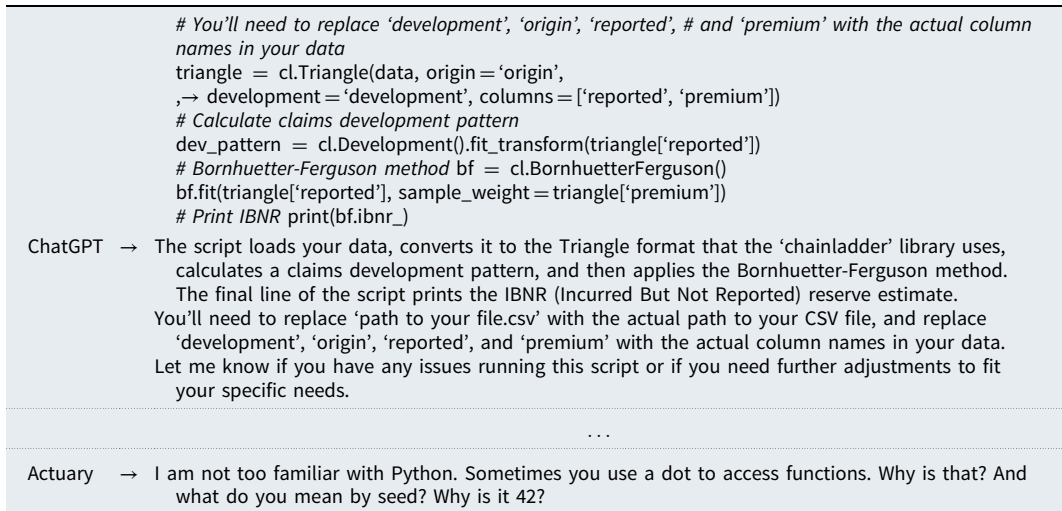 # You'll need to replace ‘development’, ‘origin’, ‘reported’, # and ‘premium’ with the actual column
names in your data
triangle = cl.Triangle(data, origin=‘origin’,
,→ development=‘development’, columns=[‘reported’, ‘premium’])
# Calculate claims development pattern
dev_pattern = cl.Development().fit_transform(triangle[‘reported’])
# Bornhuetter-Ferguson method bf = cl.BornhuetterFerguson()
bf.fit(triangle[‘reported’], sample_weight=triangle[‘premium’])
# Print IBNR print(bf.ibnr_)
ChatGPT → The script loads your data, converts it to the Triangle format that the ‘chainladder’ library uses,
calculates a claims development pattern, and then applies the Bornhuetter-Ferguson method.
The final line of the script prints the IBNR (Incurred But Not Reported) reserve estimate.
You’ll need to replace ‘path to your file.csv’ with the actual path to your CSV file, and replace
‘development’, ‘origin’, ‘reported’, and ‘premium’ with the actual column names in your data.
Let me know if you have any issues running this script or if you need further adjustments to fit
your specific needs.
...
Actuary → I am not too familiar with Python. Sometimes you use a dot to access functions. Why is that? And
what do you mean by seed? Why is it 42?